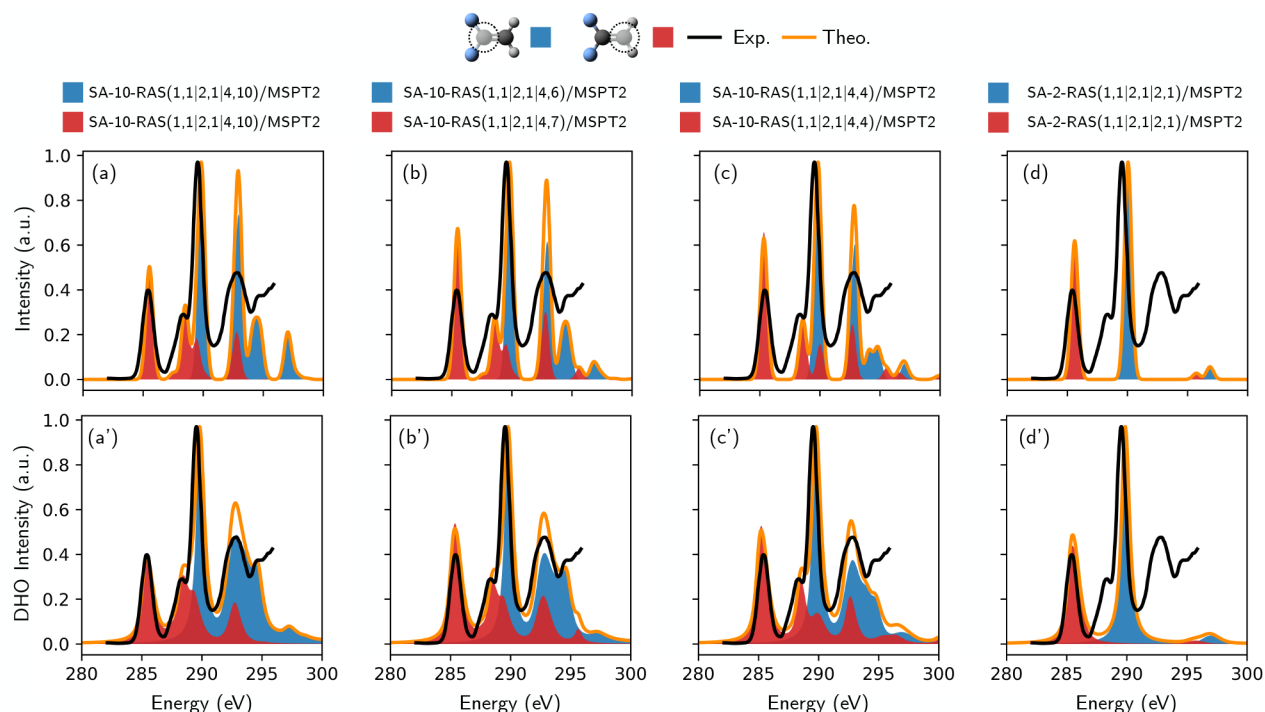 Exp. Theo.
SA-10-RAS(1,1|2,1|4,10)/MSPT2 SA-10-RAS(1,1|2,1|4,6)/MSPT2 SA-10-RAS(1,1|2,1|4,4)/MSPT2 SA-2-RAS(1,1|2,1|2,1)/MSPT2
SA-10-RAS(1,1|2,1|4,10)/MSPT2 SA-10-RAS(1,1|2,1|4,7)/MSPT2 SA-10-RAS(1,1|2,1|4,4)/MSPT2 SA-2-RAS(1,1|2,1|2,1)/MSPT2
Intensity (a.u.)
1.0
0.8
0.6
0.4
0.2
0.0
(a) (b) (c) (d)
DHO Intensity (a.u.)
1.0
0.8
0.6
0.4
0.2
0.0
(a') (b') (c') (d')
280 285 290 295 300 280 285 290 295 300 280 285 290 295 300 280 285 290 295 300
Energy (eV) Energy (eV) Energy (eV) Energy (eV)